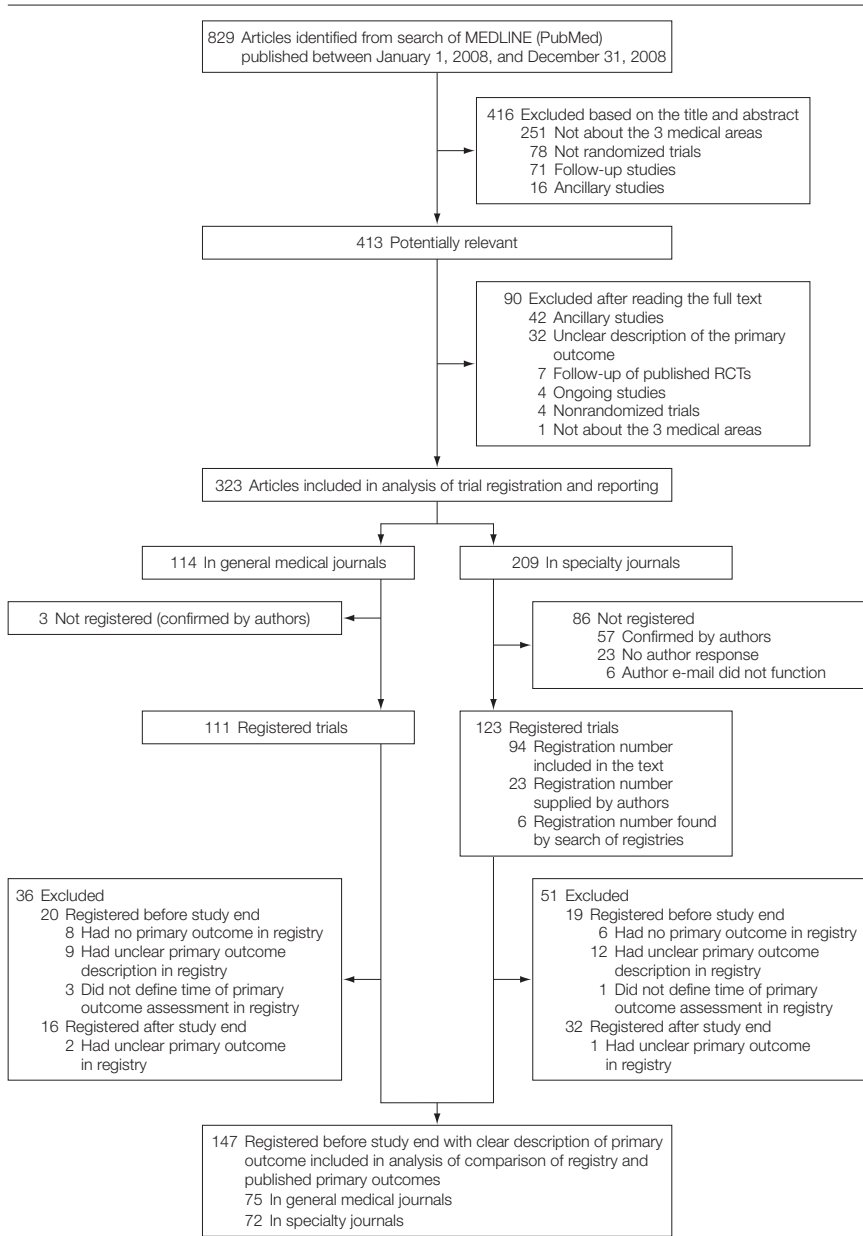 829 Articles identified from search of MEDLINE (PubMed)
published between January 1, 2008, and December 31, 2008
416 Excluded based on the title and abstract
251 Not about the 3 medical areas
78 Not randomized trials
71 Follow-up studies
16 Ancillary studies
413 Potentially relevant
90 Excluded after reading the full text
42 Ancillary studies
32 Unclear description of the primary
outcome
7 Follow-up of published RCTs
4 Ongoing studies
4 Nonrandomized trials
1 Not about the 3 medical areas
323 Articles included in analysis of trial registration and reporting
114 In general medical journals
209 In specialty journals
3 Not registered (confirmed by authors)
86 Not registered
57 Confirmed by authors
23 No author response
6 Author e-mail did not function
111 Registered trials
123 Registered trials
94 Registration number
included in the text
23 Registration number
supplied by authors
6 Registration number found
by search of registries
36 Excluded
20 Registered before study end
8 Had no primary outcome in registry
9 Had unclear primary outcome
description in registry
3 Did not define time of primary
outcome assessment in registry
16 Registered after study end
2 Had unclear primary outcome
in registry
51 Excluded
19 Registered before study end
6 Had no primary outcome in registry
12 Had unclear primary outcome
description in registry
1 Did not define time of primary
outcome assessment in registry
32 Registered after study end
1 Had unclear primary outcome
in registry
147 Registered before study end with clear description of primary
outcome included in analysis of comparison of registry and
published primary outcomes
75 In general medical journals
72 In specialty journals